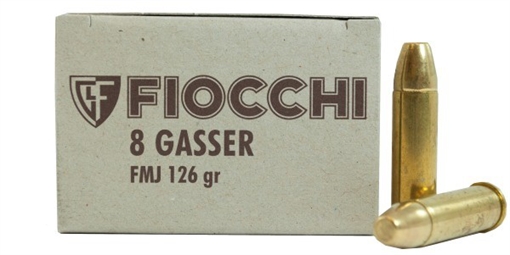 FIOCCHI
8 GASSER
FMJ 126 gr